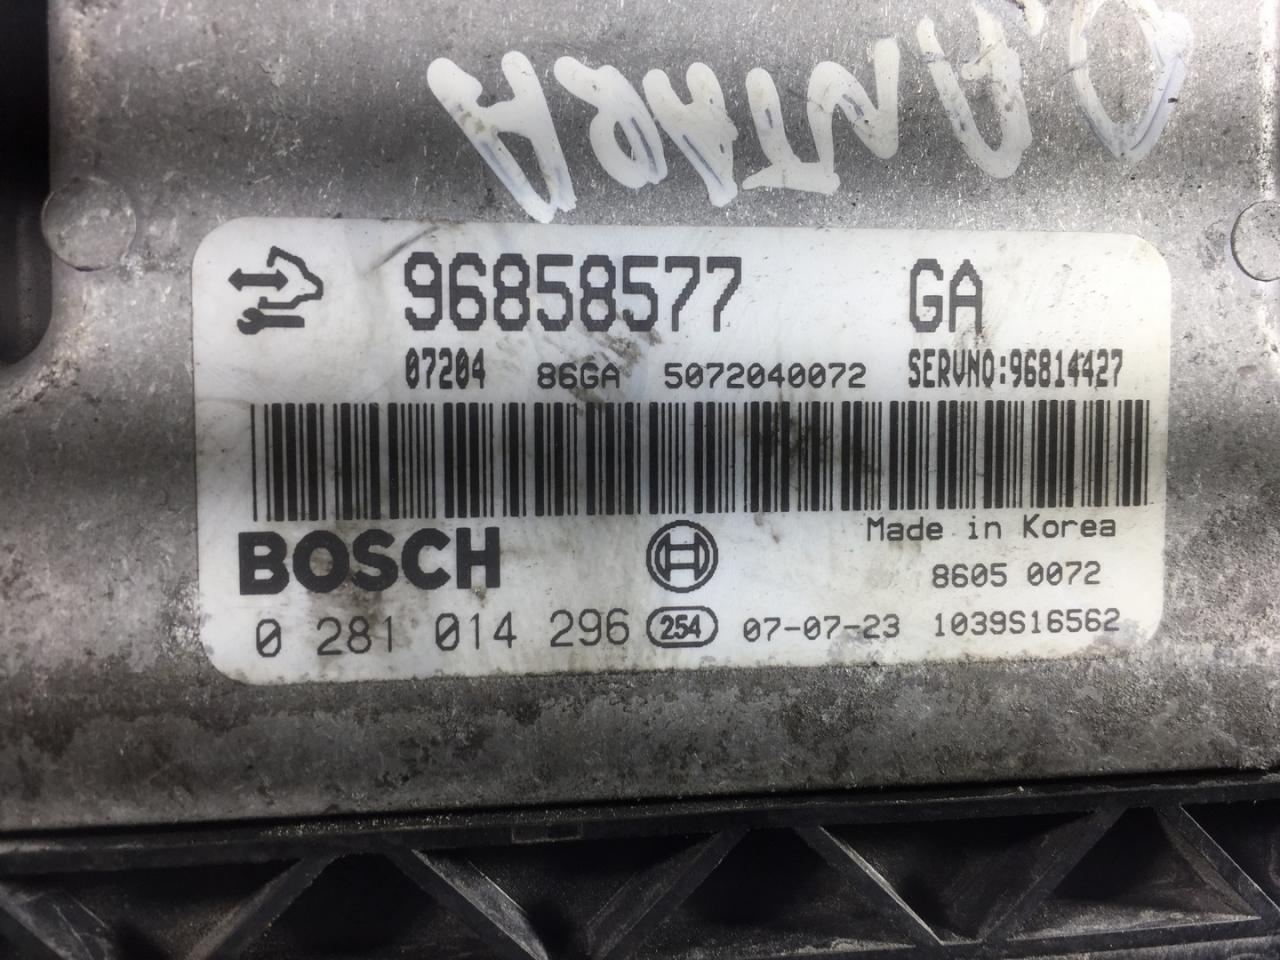 ANTARA
96858577 GA
07204 86GA 5072040072 SERVNO:96814427
BOSCH
Made in Korea
8605 0072
0 281 014 296 254 07-07-23 1039S16562